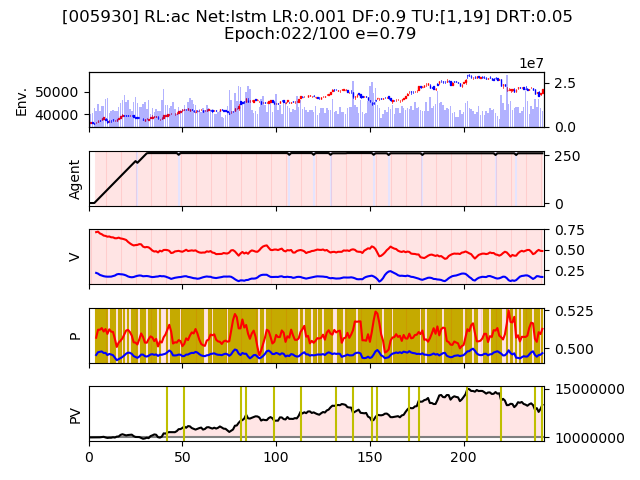 [005930] RL:ac Net:lstm LR:0.001 DF:0.9 TU:[1,19] DRT:0.05
Epoch:022/100 e=0.79
1e7
Env.
50000
40000
2.5
0.0
Agent
250
0
V
0.75
0.50
0.25
P
0.525
0.500
PV
15000000
10000000
0 50 100 150 200